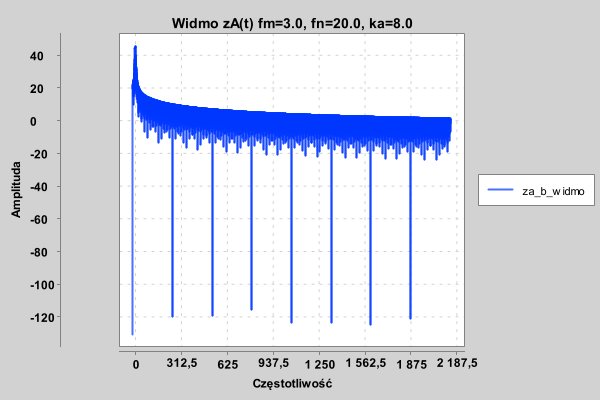 Widmo zA(t) fm=3.0, fn=20.0, ka=8.0
40
20
0
-20
-40
-60
-80
-100
-120
Amplituda
za_b_widmo
0 312,5 625 937,5 1 250 1 562,5 1 875 2 187,5
Częstotliwość